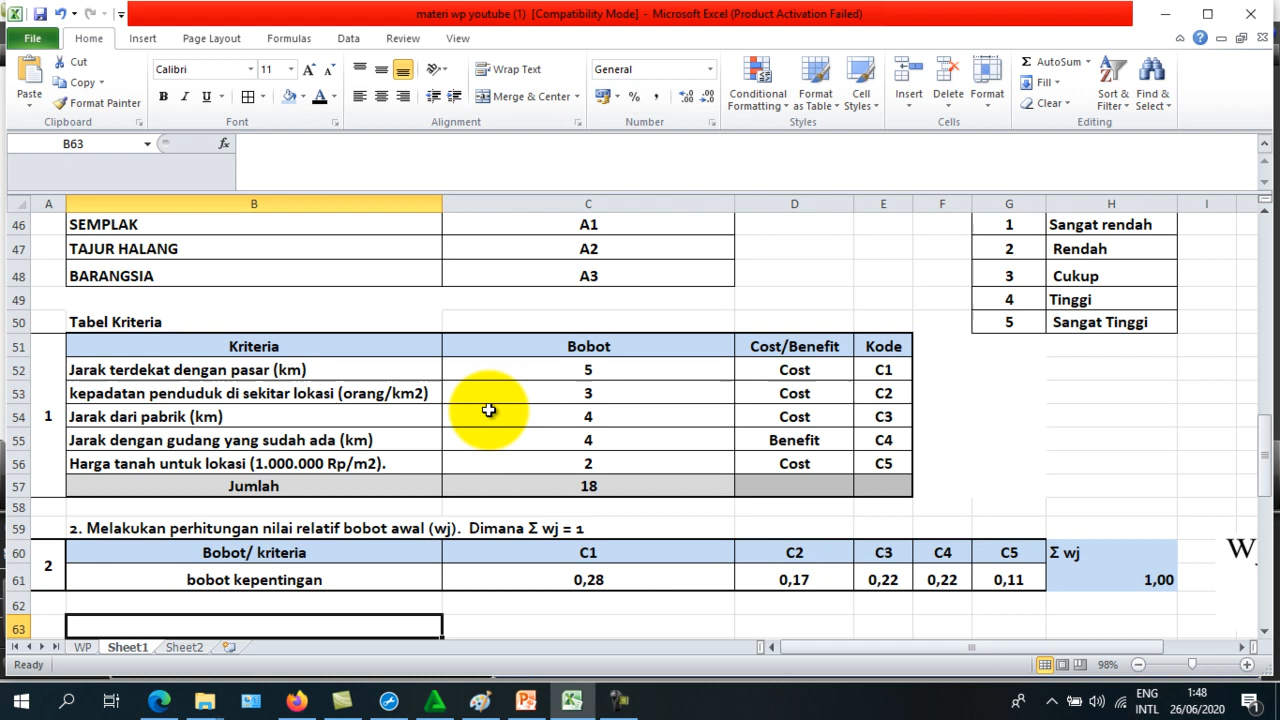 materi wp youtube (1) [Compatibility Mode] - Microsoft Excel (Product Activation Failed)
File Home Insert Page Layout Formulas Data Review View
Paste Cut Copy Format Painter Clipboard
Calibri 11 B I U Font
Wrap Text Merge & Center Alignment
General % , Number
Conditional Formatting Format as Table Cell Styles Styles
Insert Delete Format Cells
AutoSum Fill Clear Sort & Filter Find & Select Editing
B63 fx
A B C D E F G H I
46 SEMPLAK A1 1 Sangat rendah
47 TAJUR HALANG A2 2 Rendah
48 BARANGSIA A3 3 Cukup
49 4 Tinggi
50 Tabel Kriteria 5 Sangat Tinggi
51 Kriteria Bobot Cost/Benefit Kode
52 Jarak terdekat dengan pasar (km) 5 Cost C1
53 kepadatan penduduk di sekitar lokasi (orang/km2) 3 Cost C2
54 1 Jarak dari pabrik (km) 4 Cost C3
55 Jarak dengan gudang yang sudah ada (km) 4 Benefit C4
56 Harga tanah untuk lokasi (1.000.000 Rp/m2). 2 Cost C5
57 Jumlah 18
58
59 2. Melakukan perhitungan nilai relatif bobot awal (wj). Dimana Σ wj = 1
60 2 Bobot/ kriteria C1 C2 C3 C4 C5 Σ wj W
61 bobot kepentingan 0,28 0,17 0,22 0,22 0,11 1,00
62
63
WP Sheet1 Sheet2
Ready 98%
ENG 1:48
INTL 26/06/2020 1